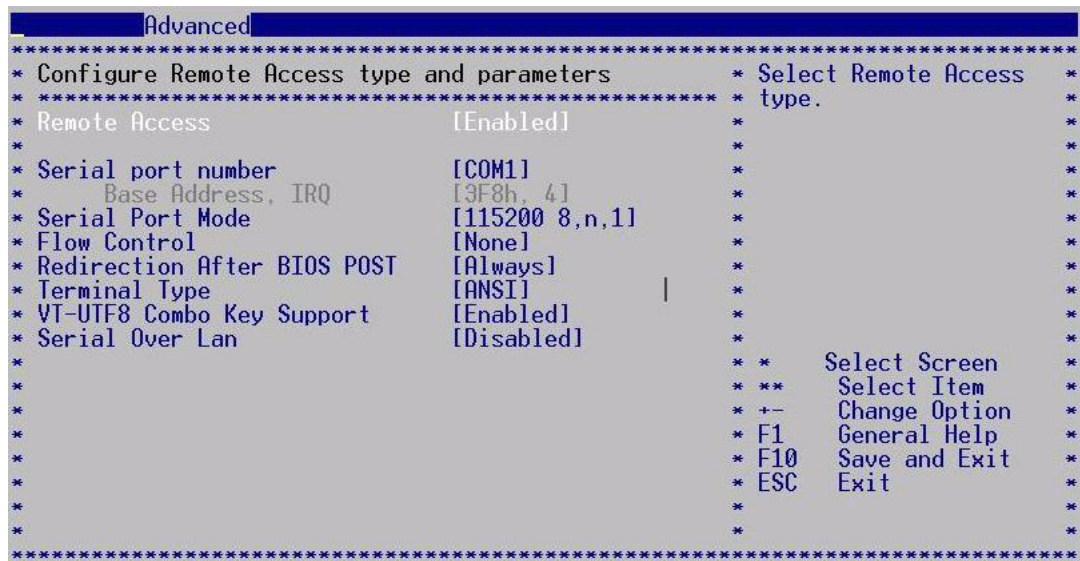 Advanced
********************************************************************************
* Configure Remote Access type and parameters * Select Remote Access *
* *************************************************** * type. *
* Remote Access [Enabled] * *
* * *
* Serial port number [COM1] * *
* Base Address, IRQ [3F8h, 4] * *
* Serial Port Mode [115200 8,n,1] * *
* Flow Control [None] * *
* Redirection After BIOS POST [Always] * *
* Terminal Type [ANSI] * *
* VT-UTF8 Combo Key Support [Enabled] * *
* Serial Over Lan [Disabled] * *
* * * Select Screen *
* * ** Select Item *
* * +- Change Option *
* * F1 General Help *
* * F10 Save and Exit *
* * ESC Exit *
* * *
* * *
********************************************************************************